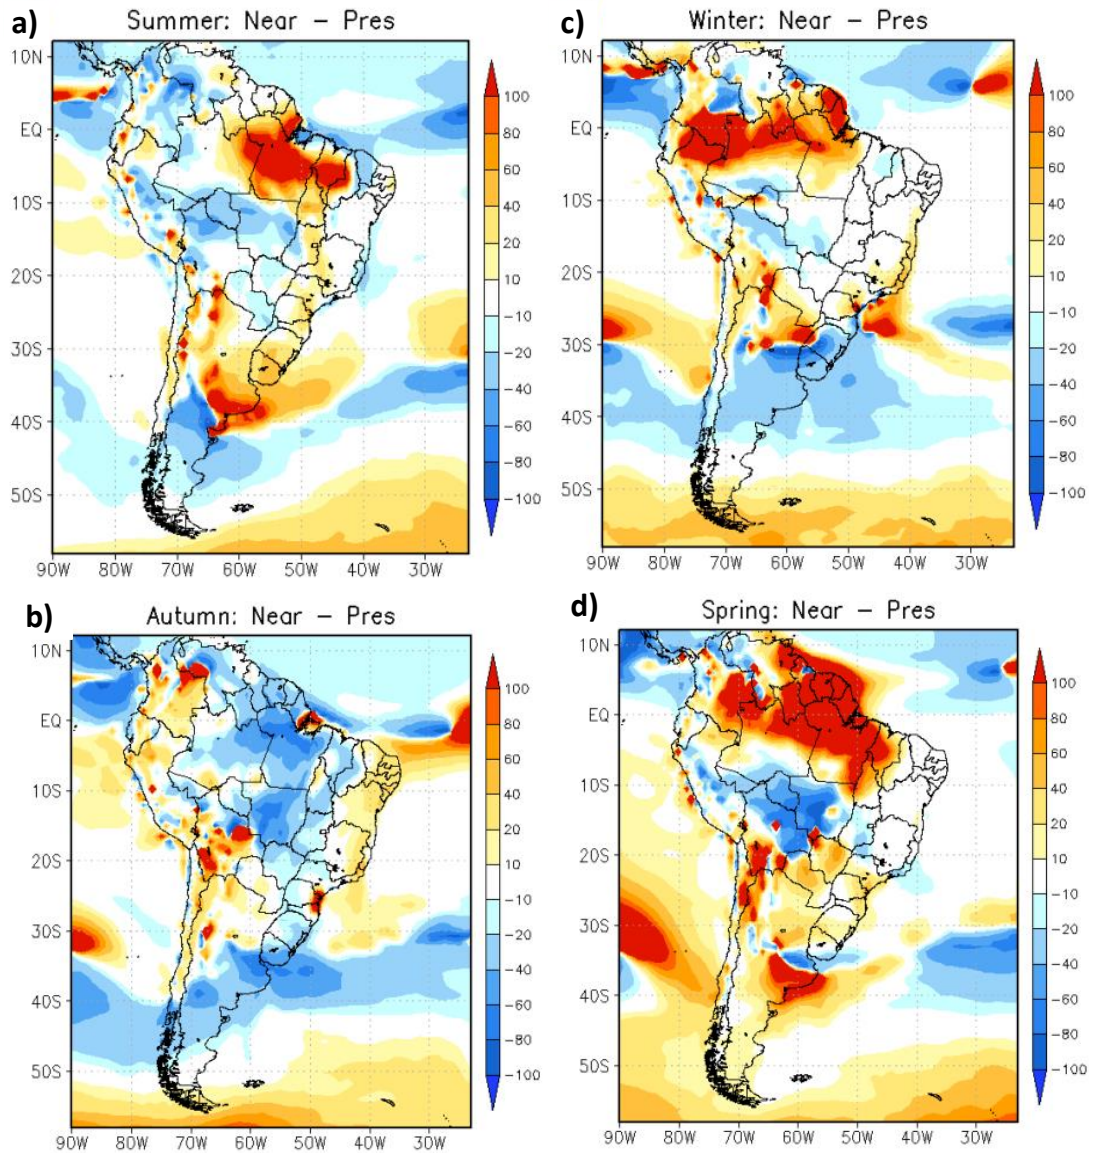 a)
Summer: Near – Pres
10N
EQ
10S
20S
30S
40S
50S
90W 80W 70W 60W 50W 40W 30W
100
80
60
40
20
10
−10
−20
−40
−60
−80
−100
c)
Winter: Near – Pres
10N
EQ
10S
20S
30S
40S
50S
90W 80W 70W 60W 50W 40W 30W
100
80
60
40
20
10
−10
−20
−40
−60
−80
−100
b)
Autumn: Near – Pres
10N
EQ
10S
20S
30S
40S
50S
90W 80W 70W 60W 50W 40W 30W
100
80
60
40
20
10
−10
−20
−40
−60
−80
−100
d)
Spring: Near – Pres
10N
EQ
10S
20S
30S
40S
50S
90W 80W 70W 60W 50W 40W 30W
100
80
60
40
20
10
−10
−20
−40
−60
−80
−100